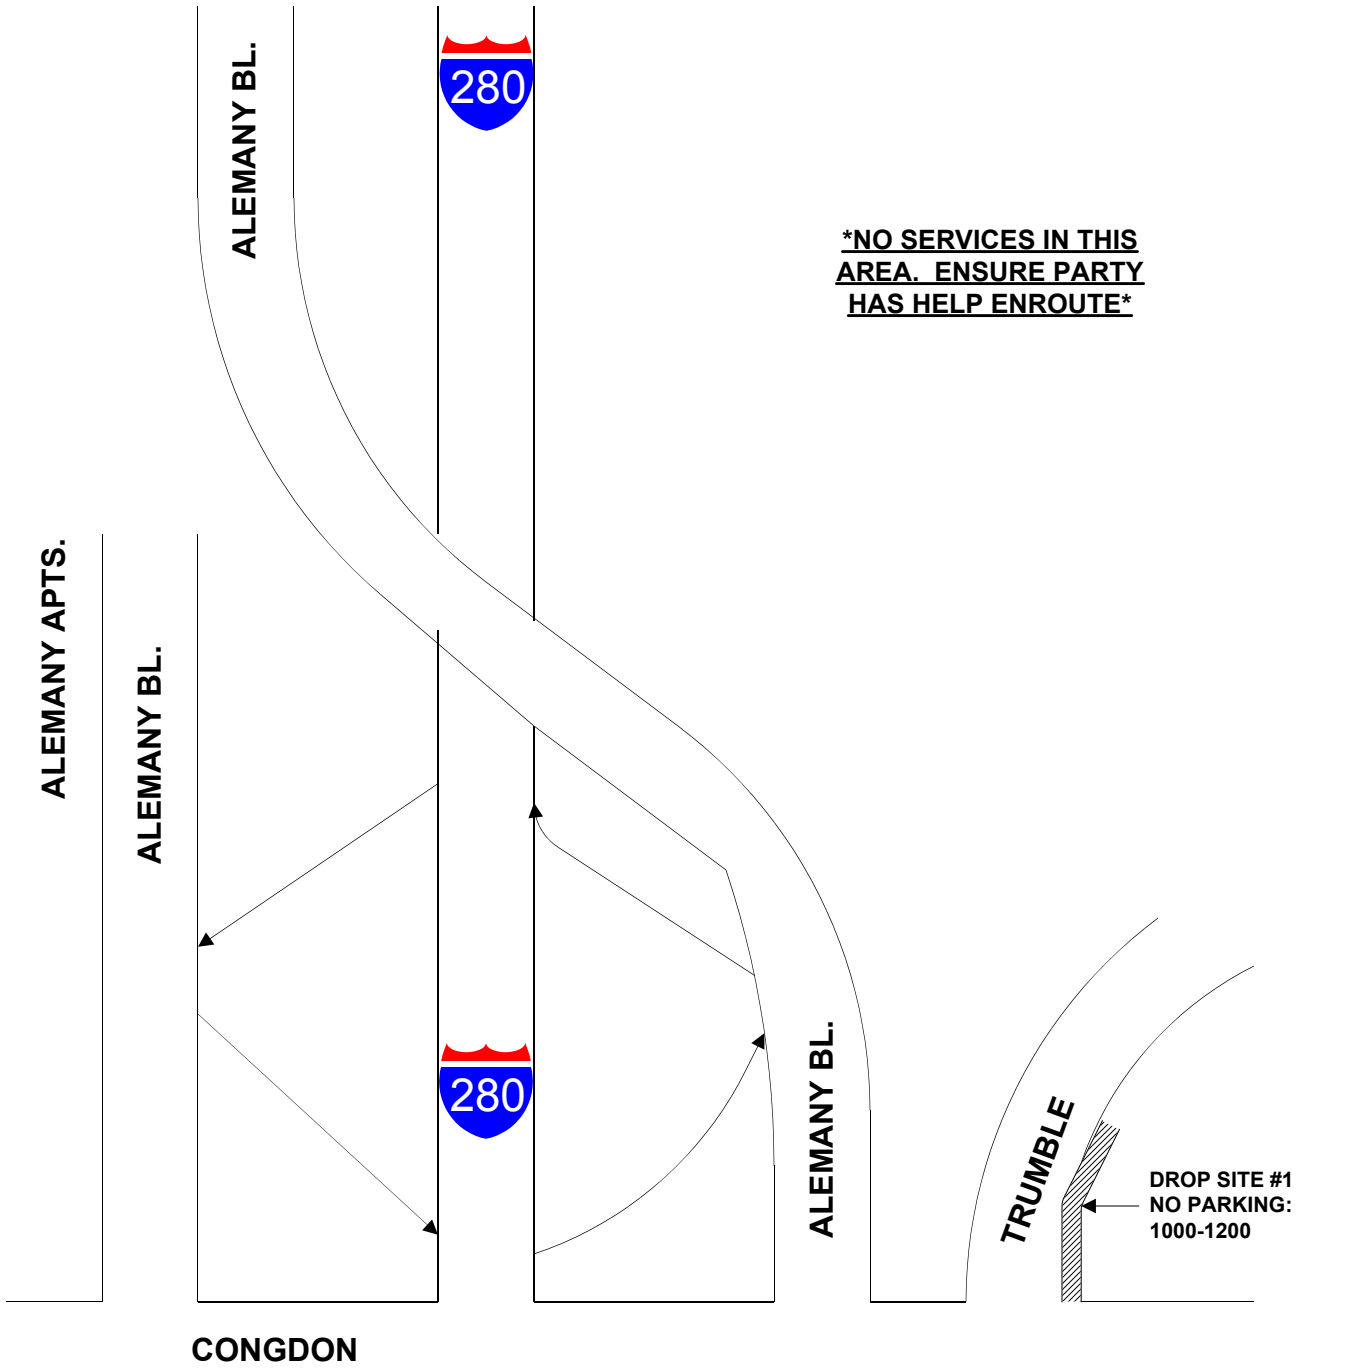 ALEMANY BL.
280
*NO SERVICES IN THIS
AREA.  ENSURE PARTY
HAS HELP ENROUTE*
ALEMANY APTS.
ALEMANY BL.
280
ALEMANY BL.
TRUMBLE
DROP SITE #1
NO PARKING:
1000-1200
CONGDON